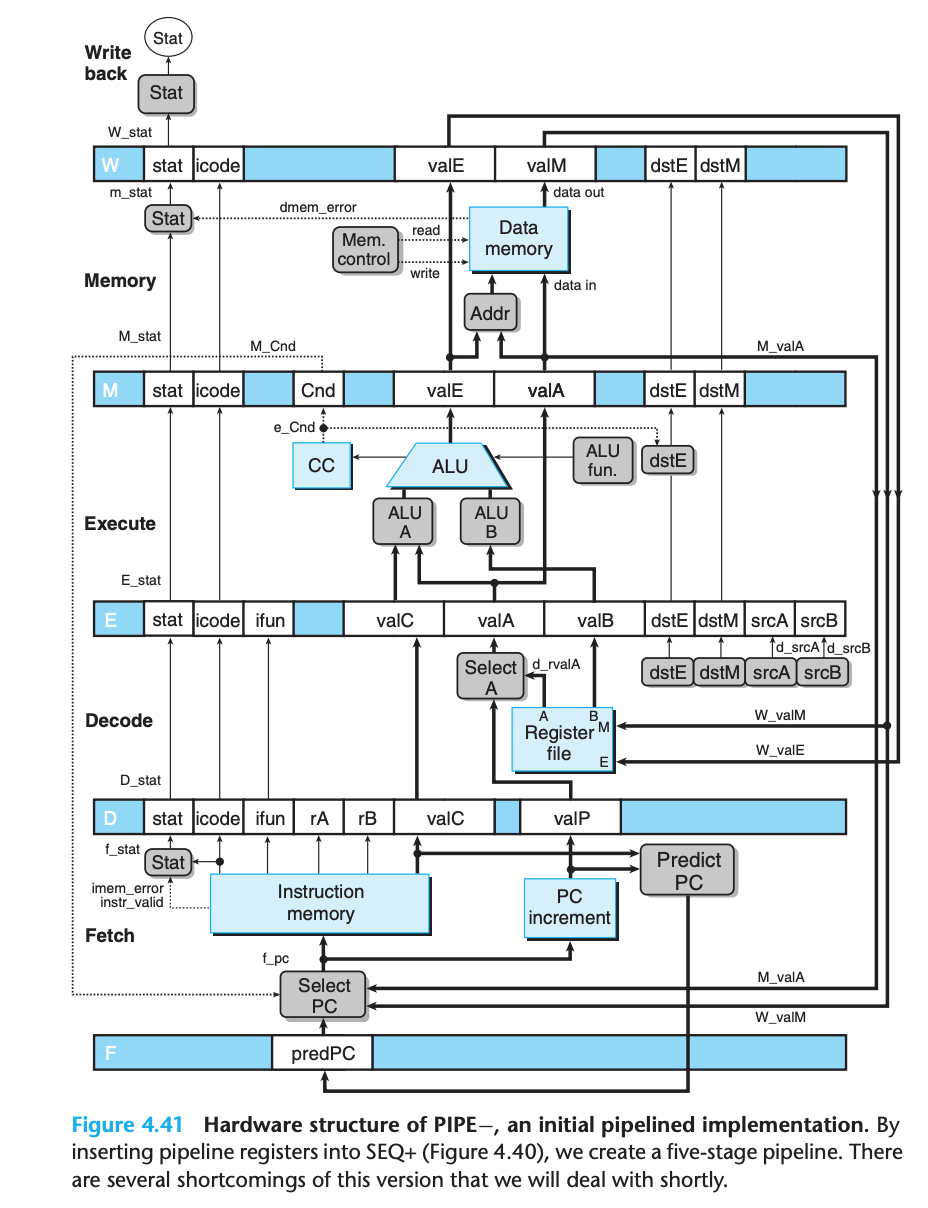 Stat
Write
back
Stat
W_stat
W stat icode valE valM dstE dstM
m_stat
data out
Stat
dmem_error
Mem.
control
read
write
Data
memory
Memory
data in
Addr
M_stat
M_Cnd
M_valA
M stat icode Cnd valE valA dstE dstM
e_Cnd
CC
ALU
ALU
fun.
dstE
ALU
A
ALU
B
Execute
E_stat
E stat icode ifun valC valA valB dstE dstM srcA srcB
d_srcA d_srcB
Select
A
d_rvalA
dstE dstM srcA srcB
A B
M
Register
file
E
W_valM
W_valE
Decode
D_stat
D stat icode ifun rA rB valC valP
f_stat
Stat
imem_error
instr_valid
Instruction
memory
PC
increment
Predict
PC
Fetch
f_pc
Select
PC
M_valA
W_valM
F predPC
Figure 4.41 Hardware structure of PIPE−, an initial pipelined implementation. By
inserting pipeline registers into SEQ+ (Figure 4.40), we create a five-stage pipeline. There
are several shortcomings of this version that we will deal with shortly.